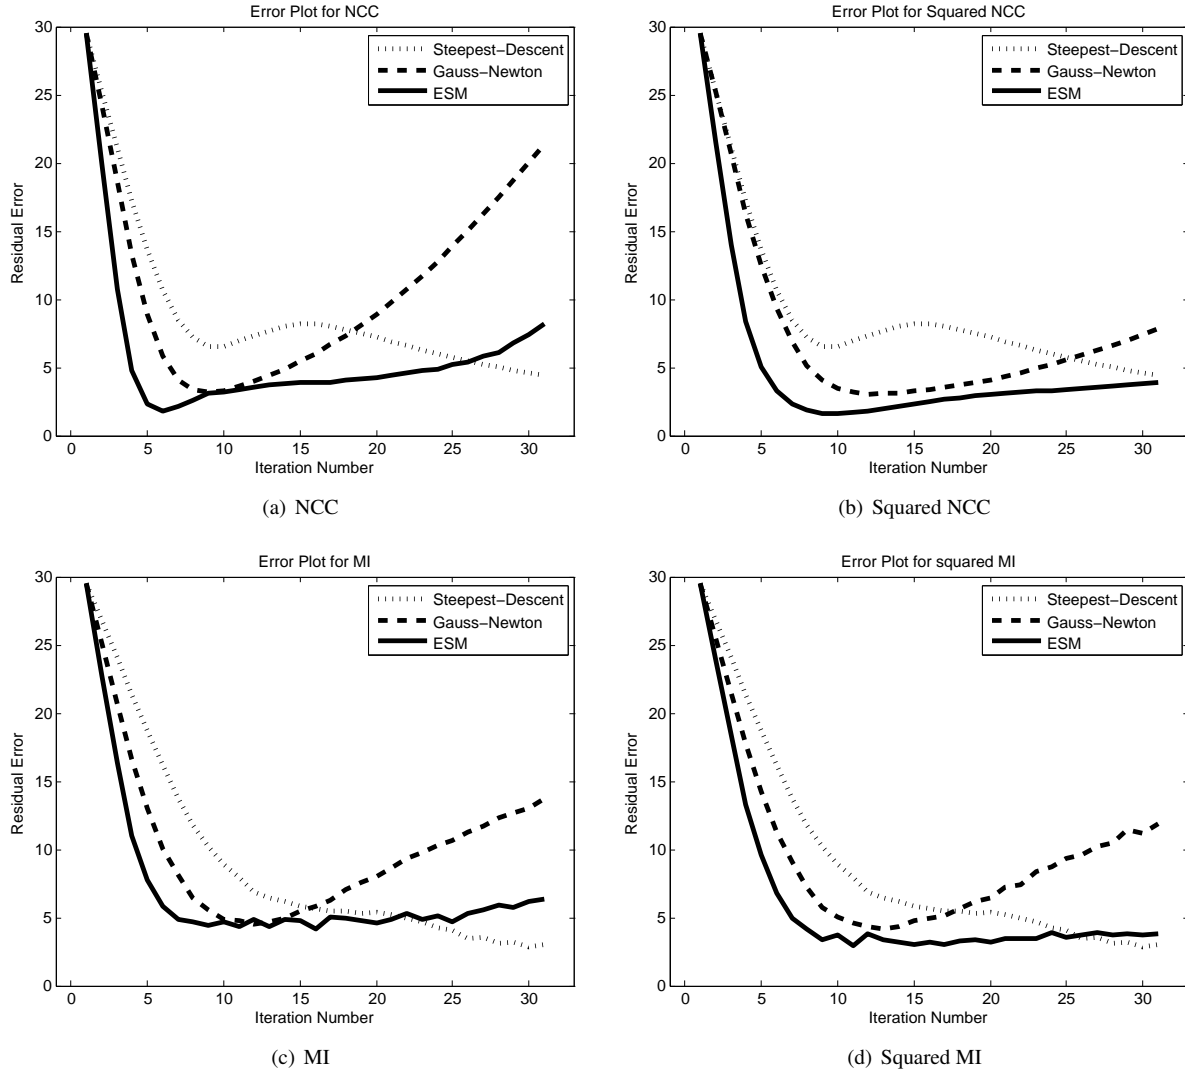 Error Plot for NCC
30
25
20
15
10
5
0
Residual Error
Steepest−Descent
Gauss−Newton
ESM
0 5 10 15 20 25 30
Iteration Number
(a) NCC
Error Plot for Squared NCC
30
25
20
15
10
5
0
Residual Error
Steepest−Descent
Gauss−Newton
ESM
0 5 10 15 20 25 30
Iteration Number
(b) Squared NCC
Error Plot for MI
30
25
20
15
10
5
0
Residual Error
Steepest−Descent
Gauss−Newton
ESM
0 5 10 15 20 25 30
Iteration Number
(c) MI
Error Plot for squared MI
30
25
20
15
10
5
0
Residual Error
Steepest−Descent
Gauss−Newton
ESM
0 5 10 15 20 25 30
Iteration Number
(d) Squared MI